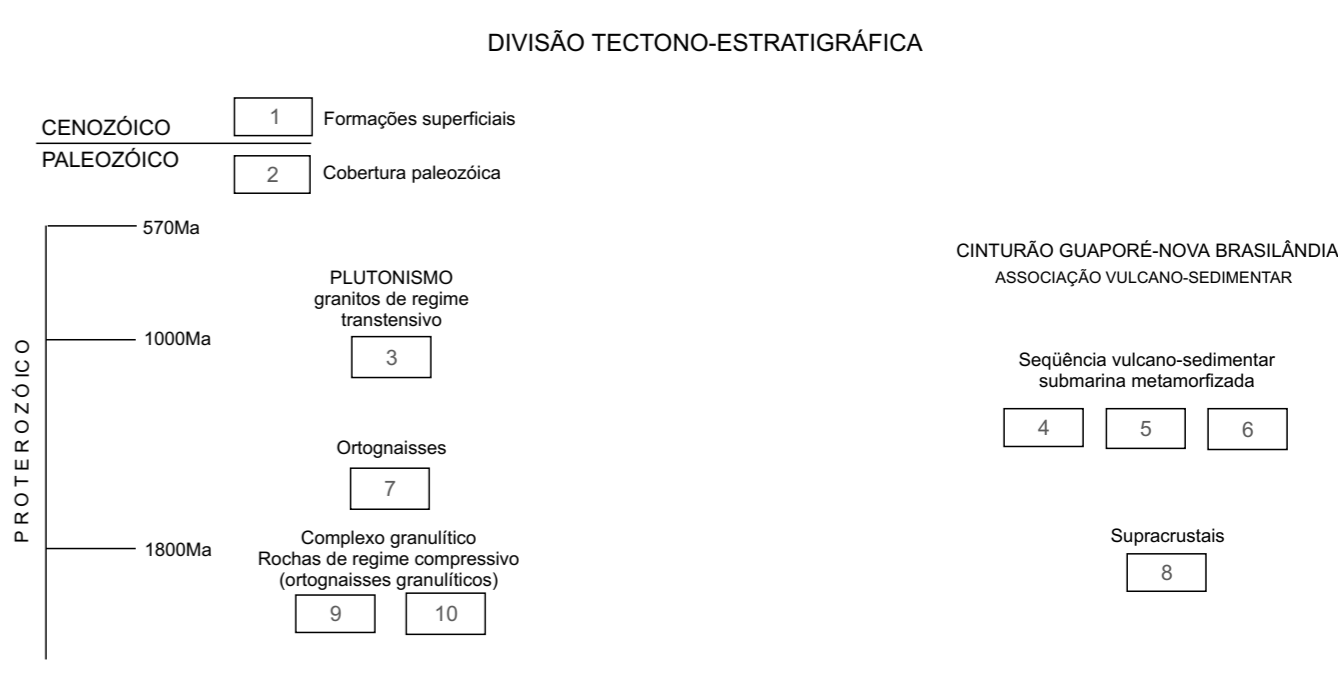 DIVISÃO TECTONO-ESTRATIGRÁFICA
CENOZÓICO
1
Formações superficiais
PALEOZÓICO
2
Cobertura paleozóica
PROTEROZÓICO
570Ma
1000Ma
1800Ma
PLUTONISMO
granitos de regime
transtensivo
3
Ortognaisses
7
Complexo granulítico
Rochas de regime compressivo
(ortognaisses granulíticos)
9
10
CINTURÃO GUAPORÉ-NOVA BRASILÂNDIA
ASSOCIAÇÃO VULCANO-SEDIMENTAR
Seqüência vulcano-sedimentar
submarina metamorfizada
4
5
6
Supracrustais
8